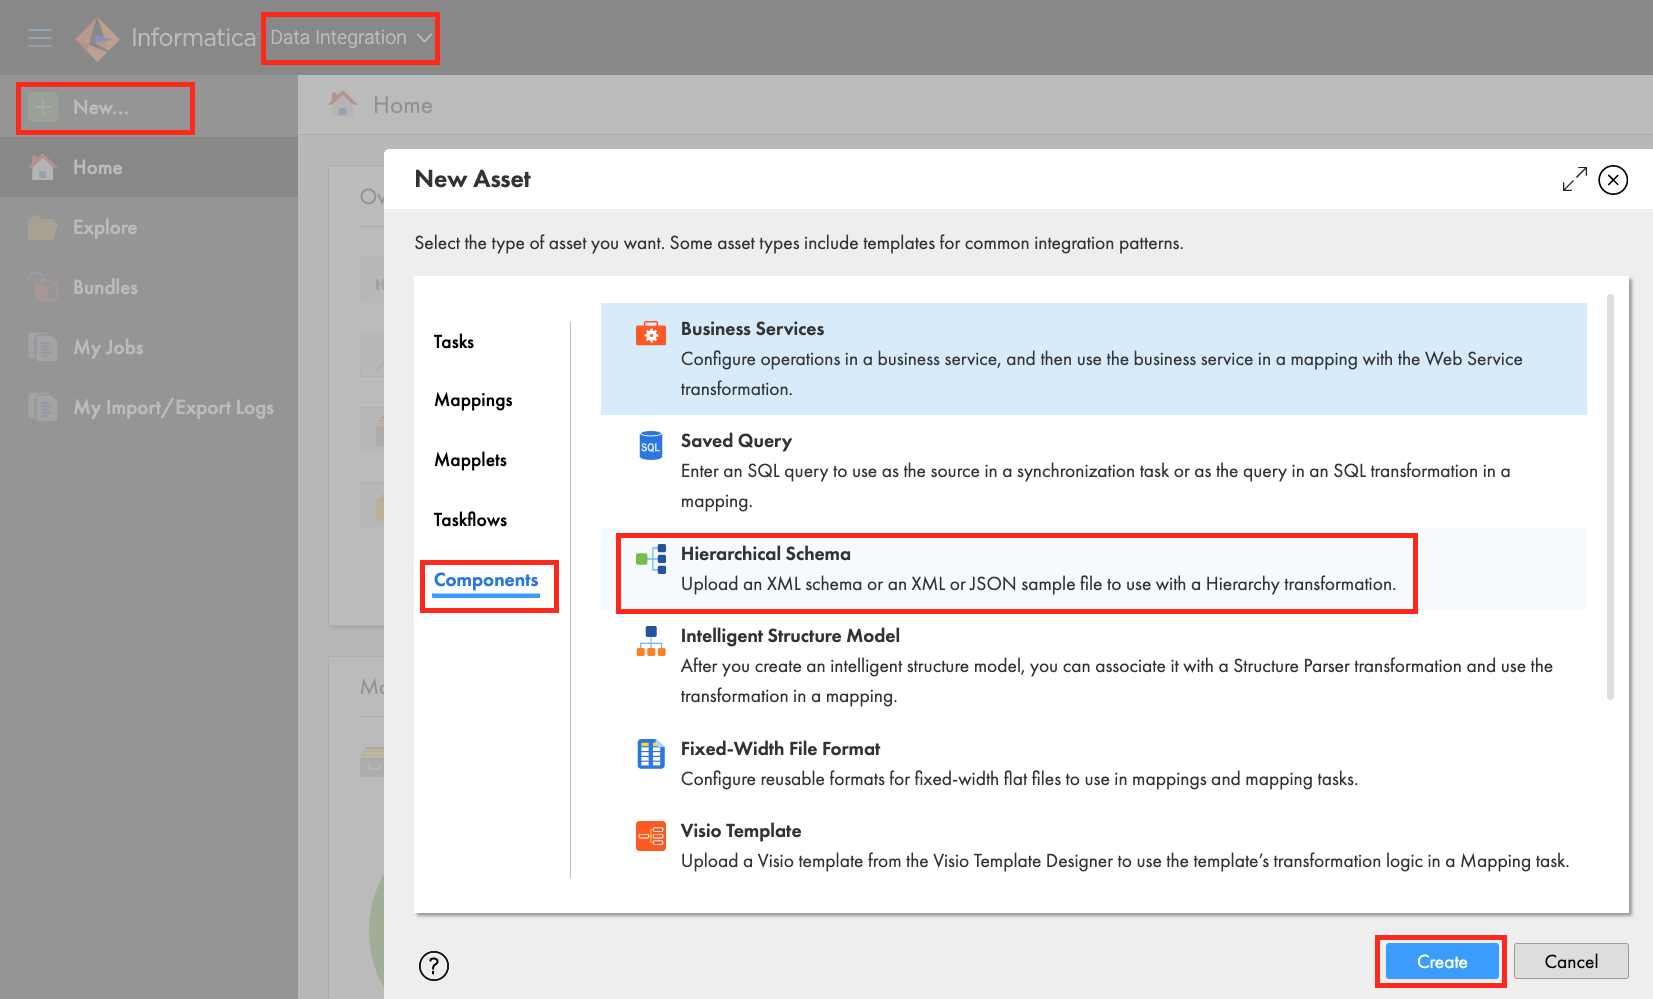 Informatica
Data Integration
New...
Home
Home
Explore
Bundles
My Jobs
My Import/Export Logs
New Asset
Select the type of asset you want. Some asset types include templates for common integration patterns.
Tasks
Mappings
Mapplets
Taskflows
Components
Business Services
Configure operations in a business service, and then use the business service in a mapping with the Web Service
transformation.
Saved Query
SQL
Enter an SQL query to use as the source in a synchronization task or as the query in an SQL transformation in a
mapping.
Hierarchical Schema
Upload an XML schema or an XML or JSON sample file to use with a Hierarchy transformation.
Intelligent Structure Model
After you create an intelligent structure model, you can associate it with a Structure Parser transformation and use the
transformation in a mapping.
Fixed-Width File Format
Configure reusable formats for fixed-width flat files to use in mappings and mapping tasks.
Visio Template
Upload a Visio template from the Visio Template Designer to use the template's transformation logic in a Mapping task.
?
Create
Cancel